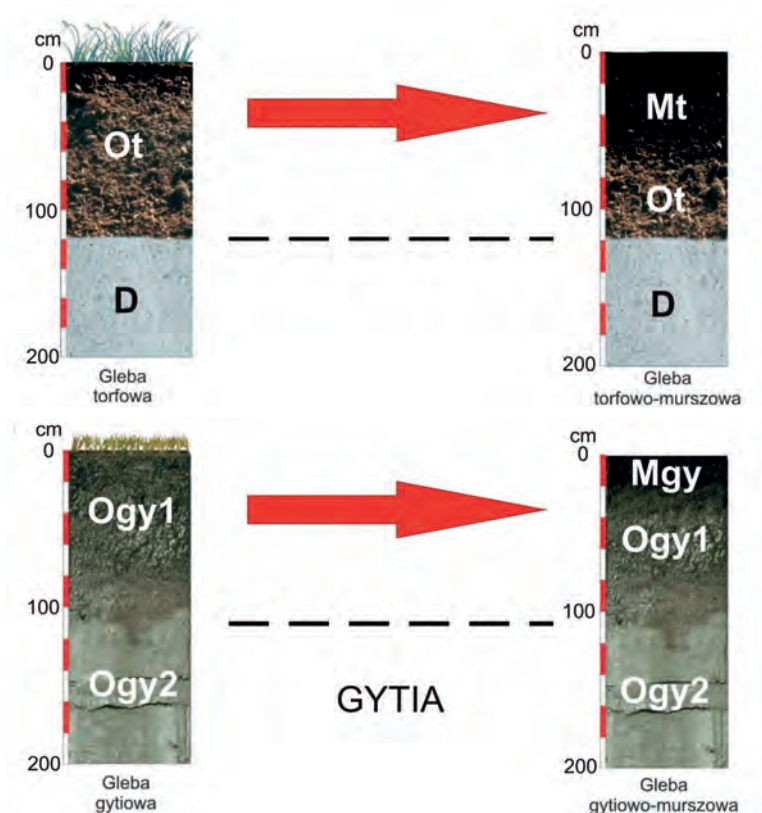 cm
0
Ot
100
D
200
Gleba
torfowa
cm
0
Mt
Ot
100
D
200
Gleba
torfowo-murszowa
cm
0
Ogy1
100
Ogy2
200
Gleba
gytiowa
GYTIA
cm
0
Mgy
Ogy1
100
Ogy2
200
Gleba
gytiowo-murszowa